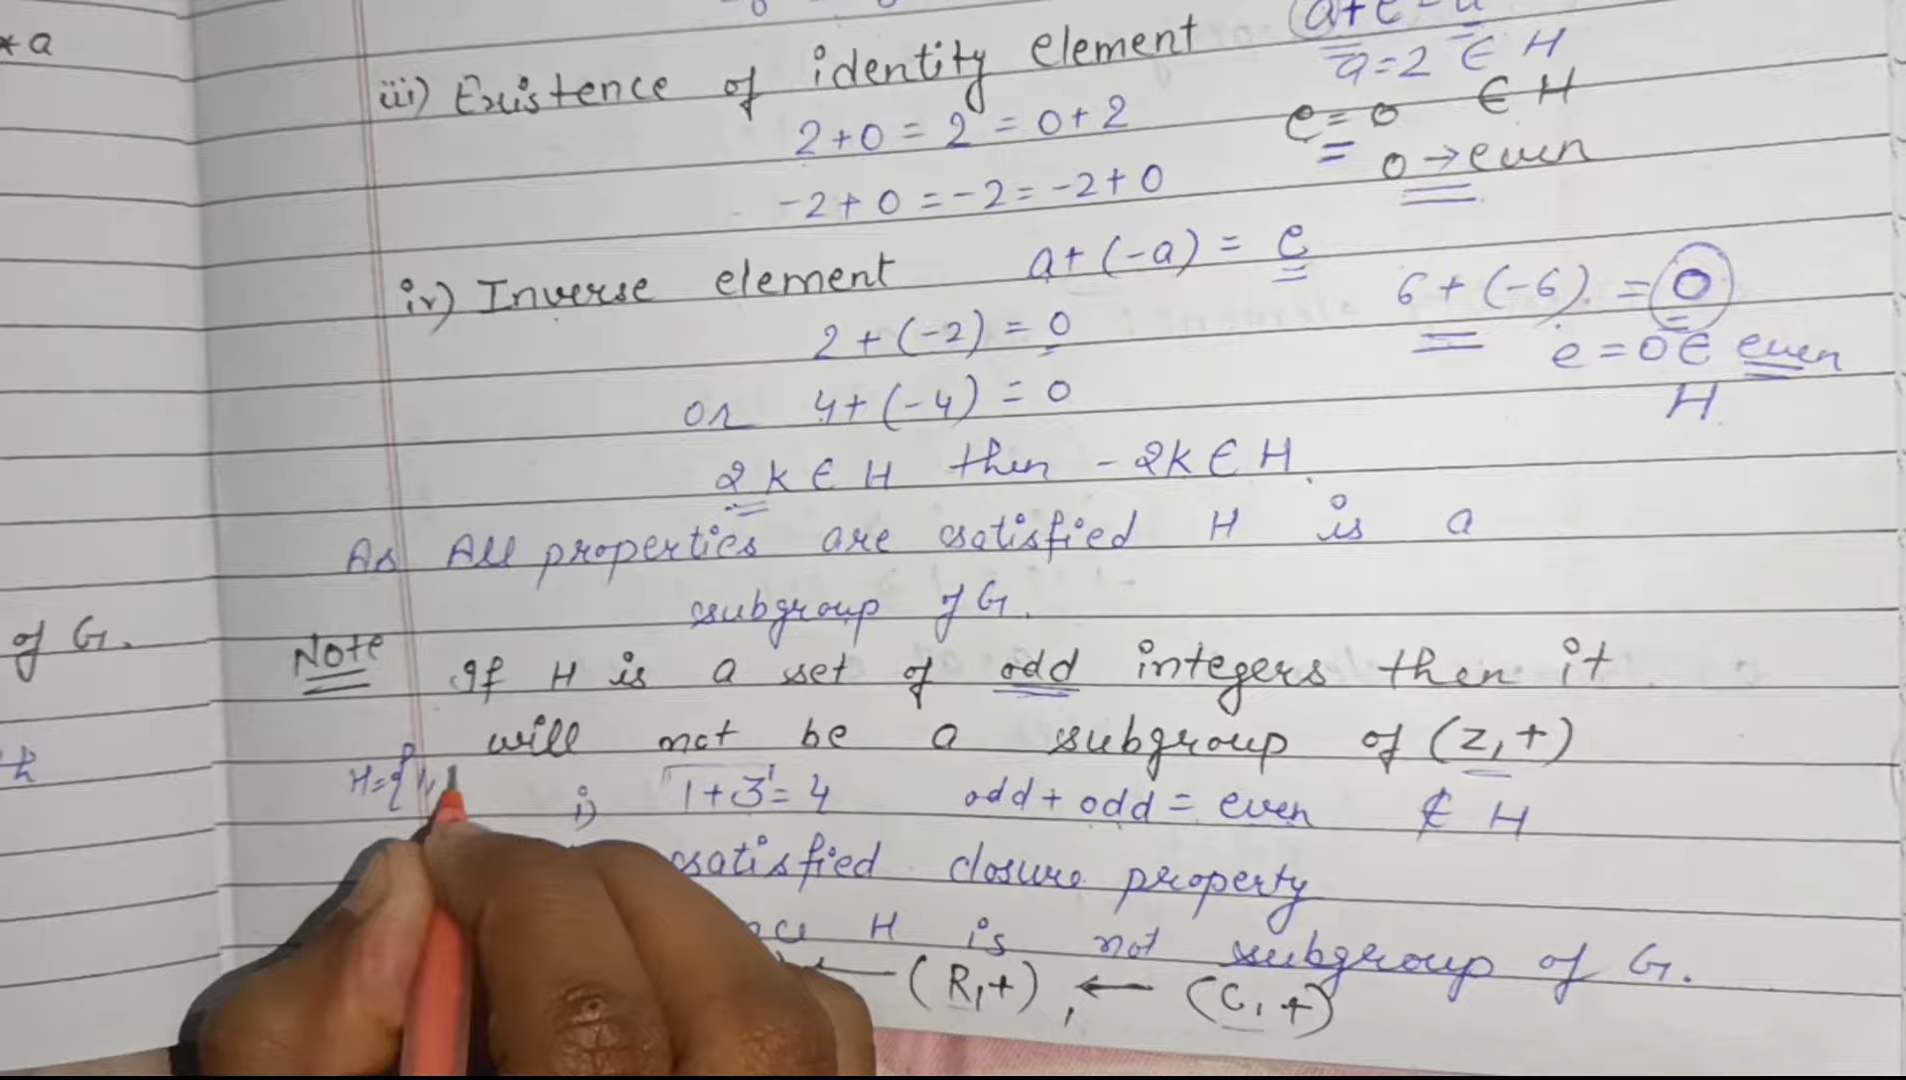 * a
iii) Existence of identity element
a=2 ∈ H
2+0 = 2 = 0+2
e=0 ∈ H
0→even
-2+0 = -2 = -2+0
iv) Inverse element a+(-a) = e
6+(-6) = 0
2+(-2) = 0
e=0∈ even
H
or 4+(-4) = 0
2k ∈ H then -2k ∈ H
As All properties are satisfied H is a
subgroup of G.
of G.
Note If H is a set of odd integers then it
will not be a subgroup of (Z,+)
H={1,
i) 1+3=4 odd+odd = even ∉ H
satisfied closure property
H is not subgroup of G.
← (R,+), ← (C,+)